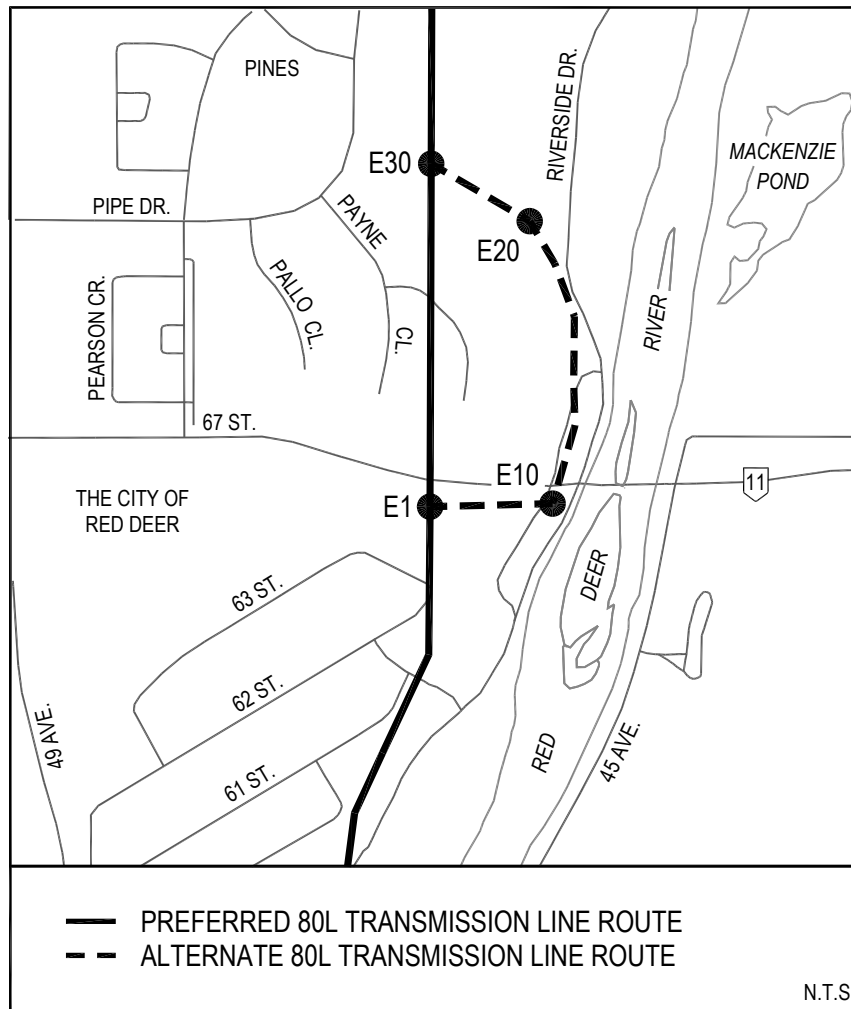 PINES
RIVERSIDE DR.
MACKENZIE
POND
E30
PIPE DR.
PAYNE
E20
PALLO CL.
PEARSON CR.
CL.
RIVER
67 ST.
E10
11
THE CITY OF
RED DEER
E1
DEER
63 ST.
62 ST.
49 AVE.
RED
45 AVE.
61 ST.
PREFERRED 80L TRANSMISSION LINE ROUTE
ALTERNATE 80L TRANSMISSION LINE ROUTE
N.T.S